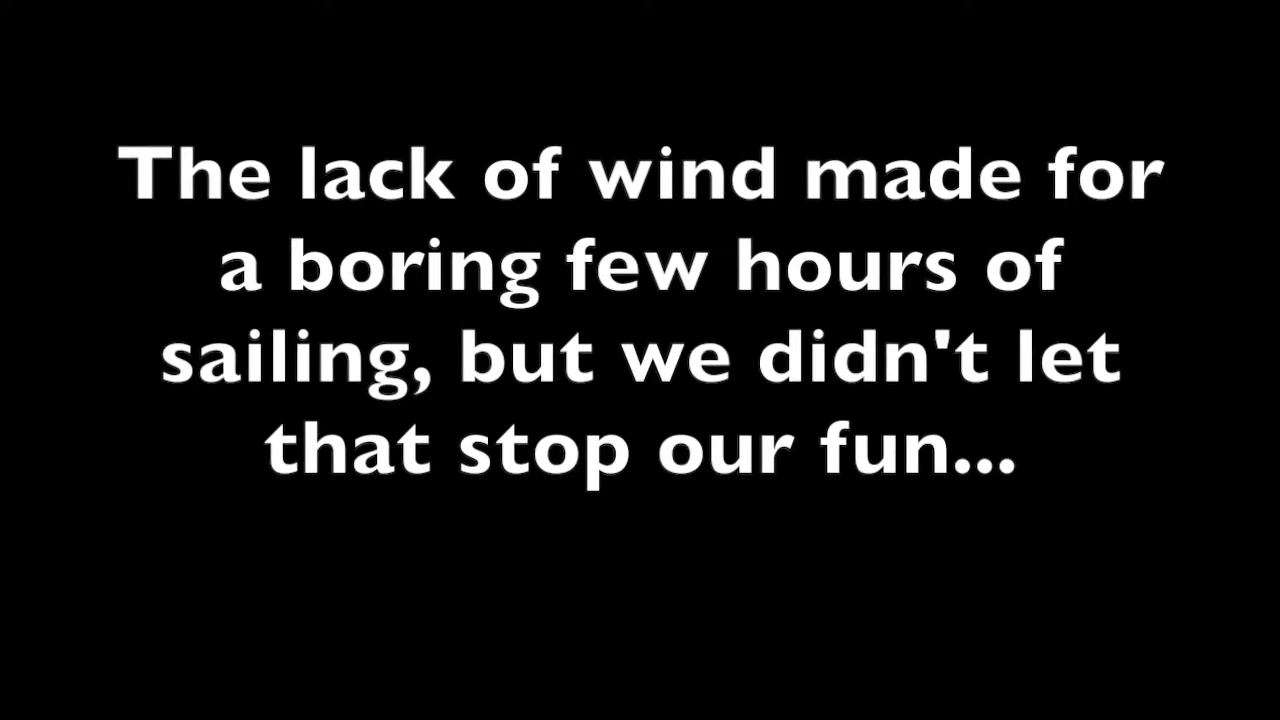 The lack of wind made for
a boring few hours of
sailing, but we didn't let
that stop our fun...